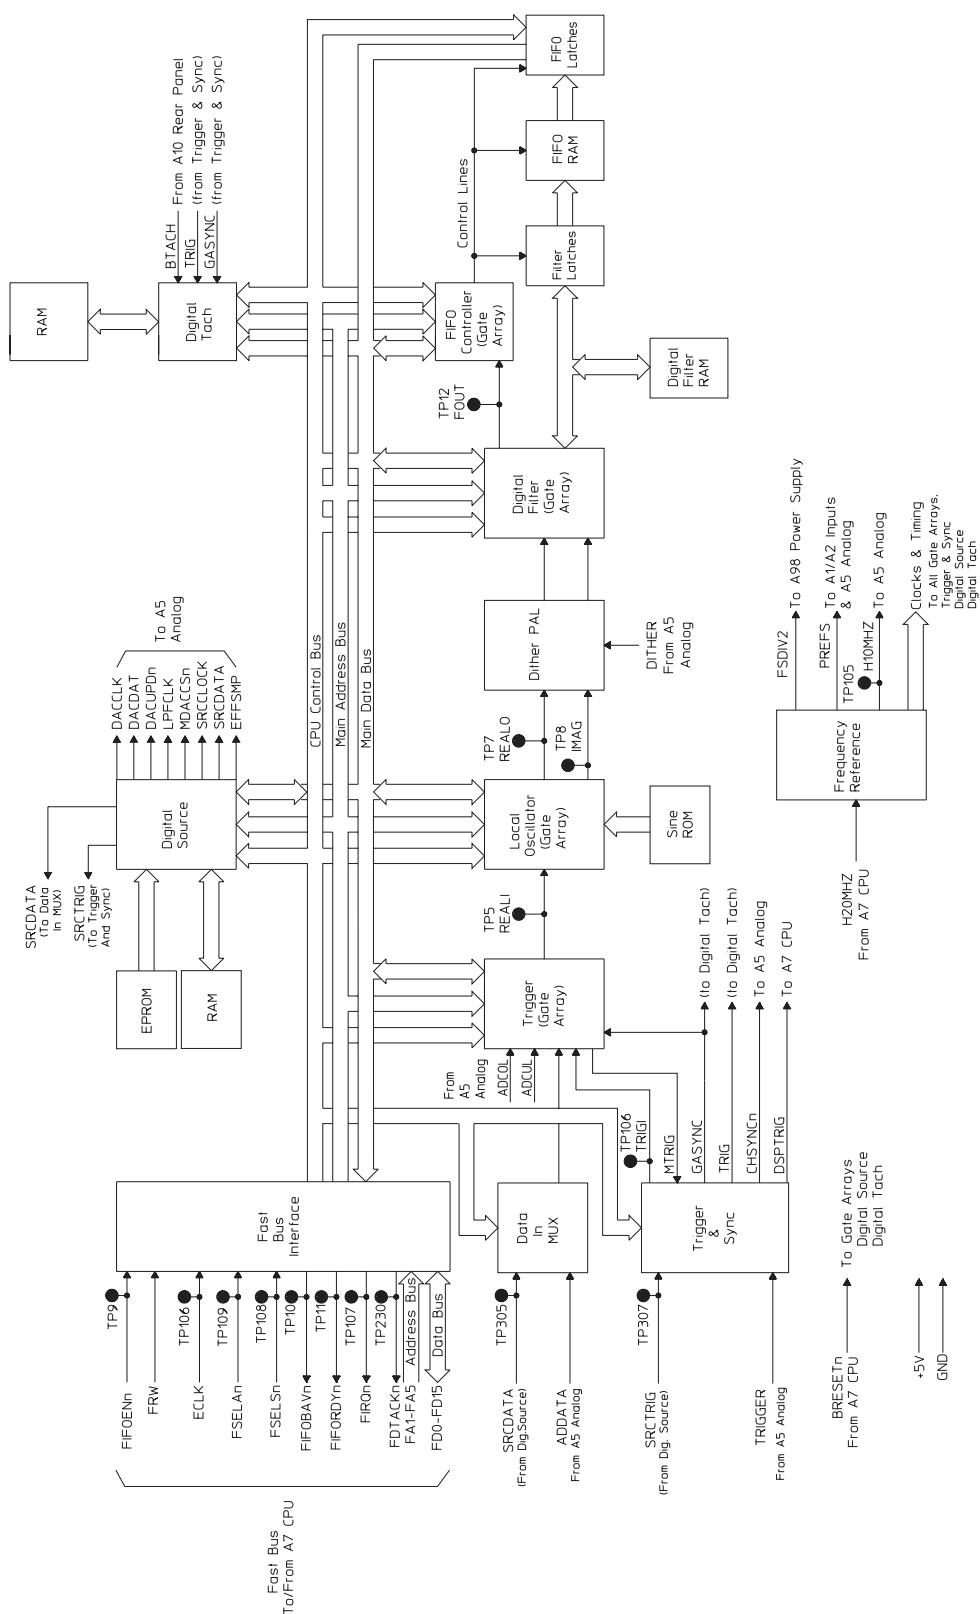 Fast Bus
To/From A7 CPU
FIFOENn
FRW
ECLK
FSELAn
FSELSn
FIFOBAVn
FIFORDYn
FIRQn
FDTACKn
FA1-FA5
FD0-FD15
TP9
TP106
TP109
TP108
TP10
TP11
TP107
TP230
Address Bus
Data Bus
Fast
Bus
Interface
SRCDATA
(From Dig.Source)
ADDATA
From A5 Analog
TP305
Data
In
MUX
SRCTRIG
(From Dig. Source)
TRIGGER
From A5 Analog
TP307
Trigger
&
Sync
BRESETn
From A7 CPU
To Gate Arrays
Digital Source
Digital Tach
+5V
GND
TP106
TRIGI
MTRIG
GASYNC
TRIG
CHSYNCn
DSPTRIG
(to Digital Tach)
(to Digital Tach)
To A5 Analog
To A7 CPU
From
A5
Analog
ADCOL
ADCUL
Trigger
(Gate
Array)
EPROM
RAM
SRCDATA
(To Data
In MUX)
SRCTRIG
(To Trigger
And Sync)
Digital
Source
DACCLK
DACDAT
DACUPDn
LPFCLK
MDACCSn
SRCCLOCK
SRCDATA
EFFSMP
To A5
Analog
TP5
REALI
Local
Oscillator
(Gate
Array)
Sine
ROM
H20MHZ
From A7 CPU
Frequency
Reference
FSDIV2
To A98 Power Supply
PREFS
To A1/A2 Inputs
& A5 Analog
TP105
H10MHZ
To A5 Analog
Clocks & Timing
To All Gate Arrays.
Trigger & Sync
Digital Source
Digital Tach
TP7
REALO
TP8
IMAG
Dither PAL
DITHER
From A5
Analog
CPU Control Bus
Main Address Bus
Main Data Bus
Digital
Filter
(Gate
Array)
TP12
FOUT
Digital
Filter
RAM
RAM
Digital
Tach
BTACH
From A10 Rear Panel
TRIG
(from Trigger & Sync)
GASYNC
(from Trigger & Sync)
FIFO
Controller
(Gate
Array)
Control Lines
Filter
Latches
FIFO
RAM
FIFO
Latches